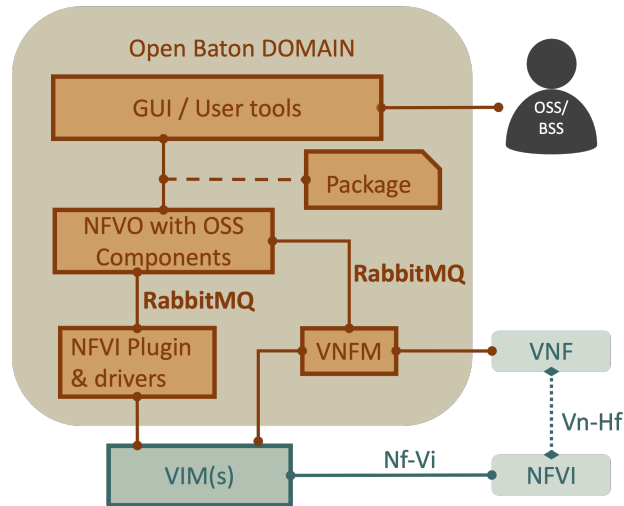 Open Baton DOMAIN
GUI / User tools
OSS/
BSS
Package
NFVO with OSS
Components
RabbitMQ
RabbitMQ
NFVI Plugin
& drivers
VNFM
VNF
Vn-Hf
Nf-Vi
VIM(s)
NFVI